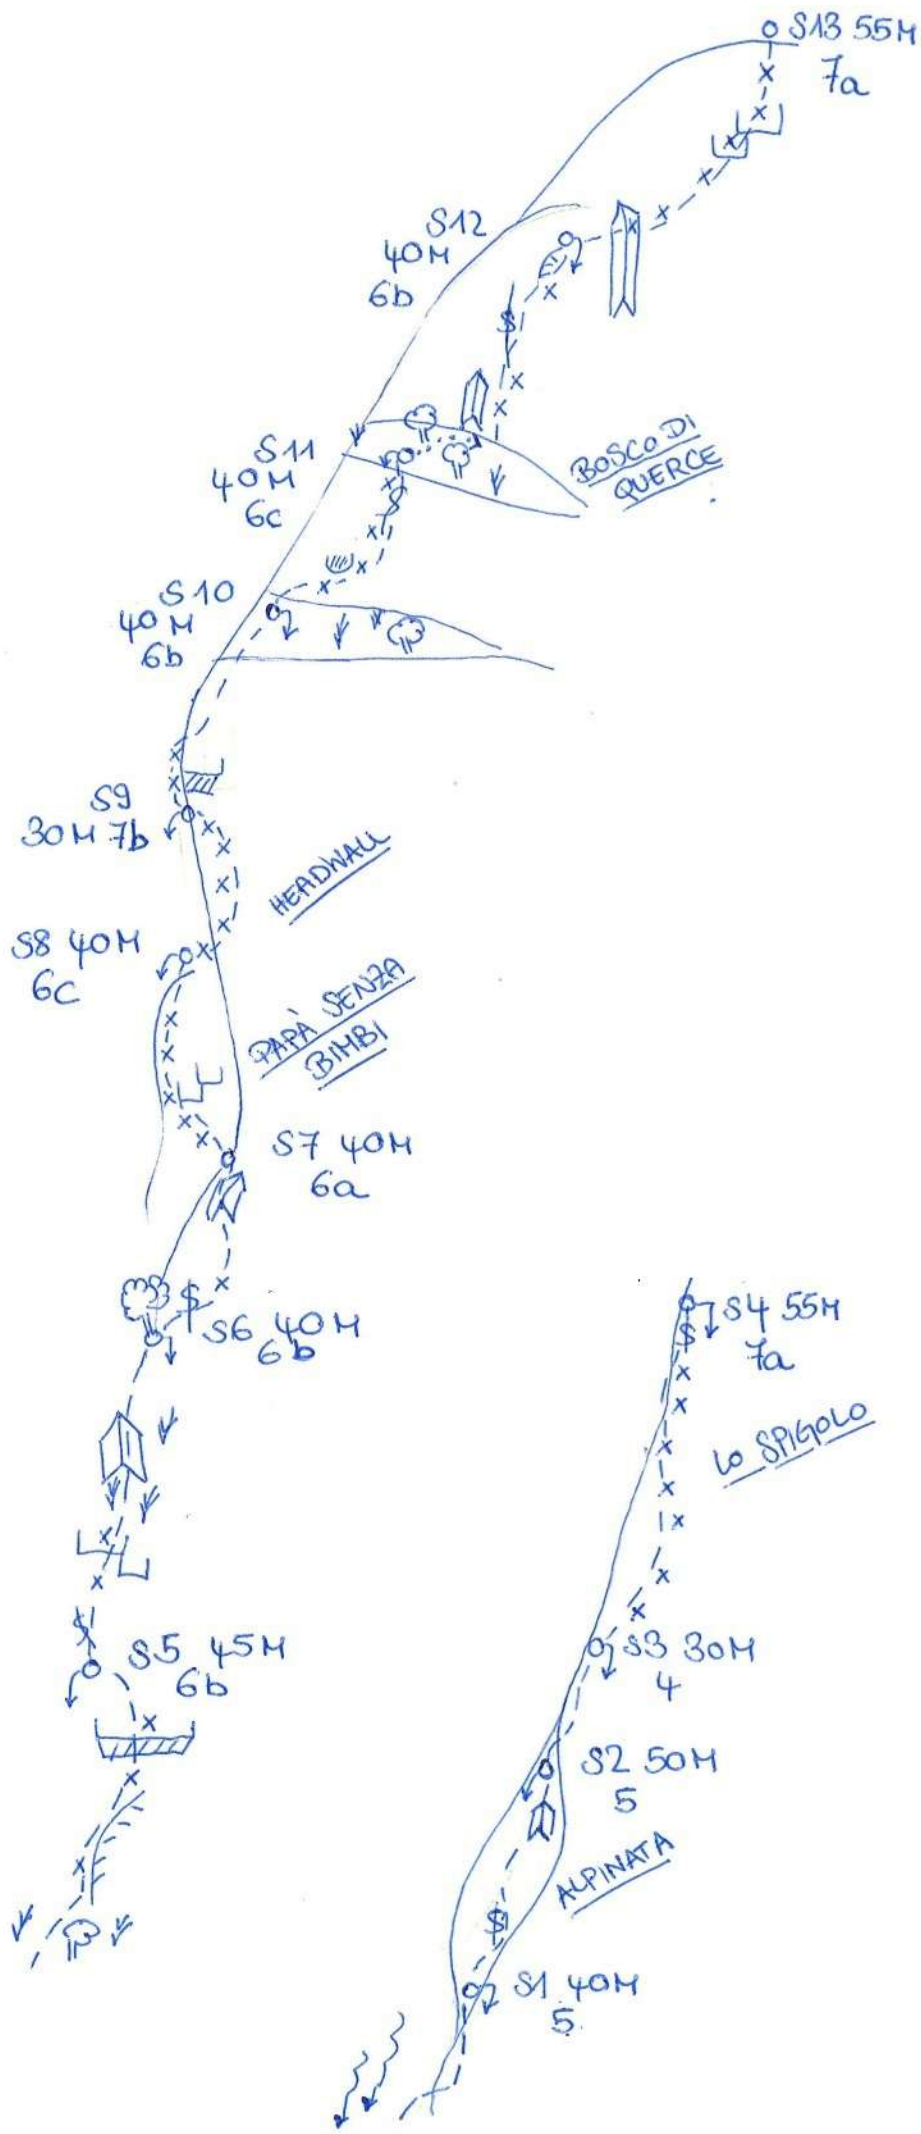 S13 55M
7a
S12
40M
6b
S11
40M
6c
BOSCO DI
QUERCE
S10
40M
6b
S9
30M 7b
HEADWALL
S8 40M
6c
PAPÀ SENZA
BIMBI
S7 40M
6a
S6 40M
6b
S4 55M
7a
LO SPIGOLO
S5 45M
6b
S3 30M
4
S2 50M
5
ALPINATA
S1 40M
5